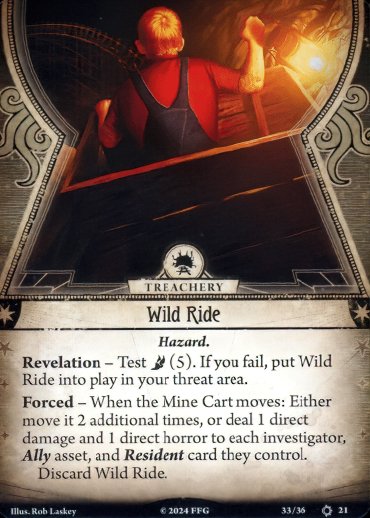 TREACHERY
Wild Ride
Hazard.
Revelation – Test (5). If you fail, put Wild
Ride into play in your threat area.
Forced – When the Mine Cart moves: Either
move it 2 additional times, or deal 1 direct
damage and 1 direct horror to each investigator,
Ally asset, and Resident card they control.
Discard Wild Ride.
Illus. Rob Laskey
© 2024 FFG
33/36
21